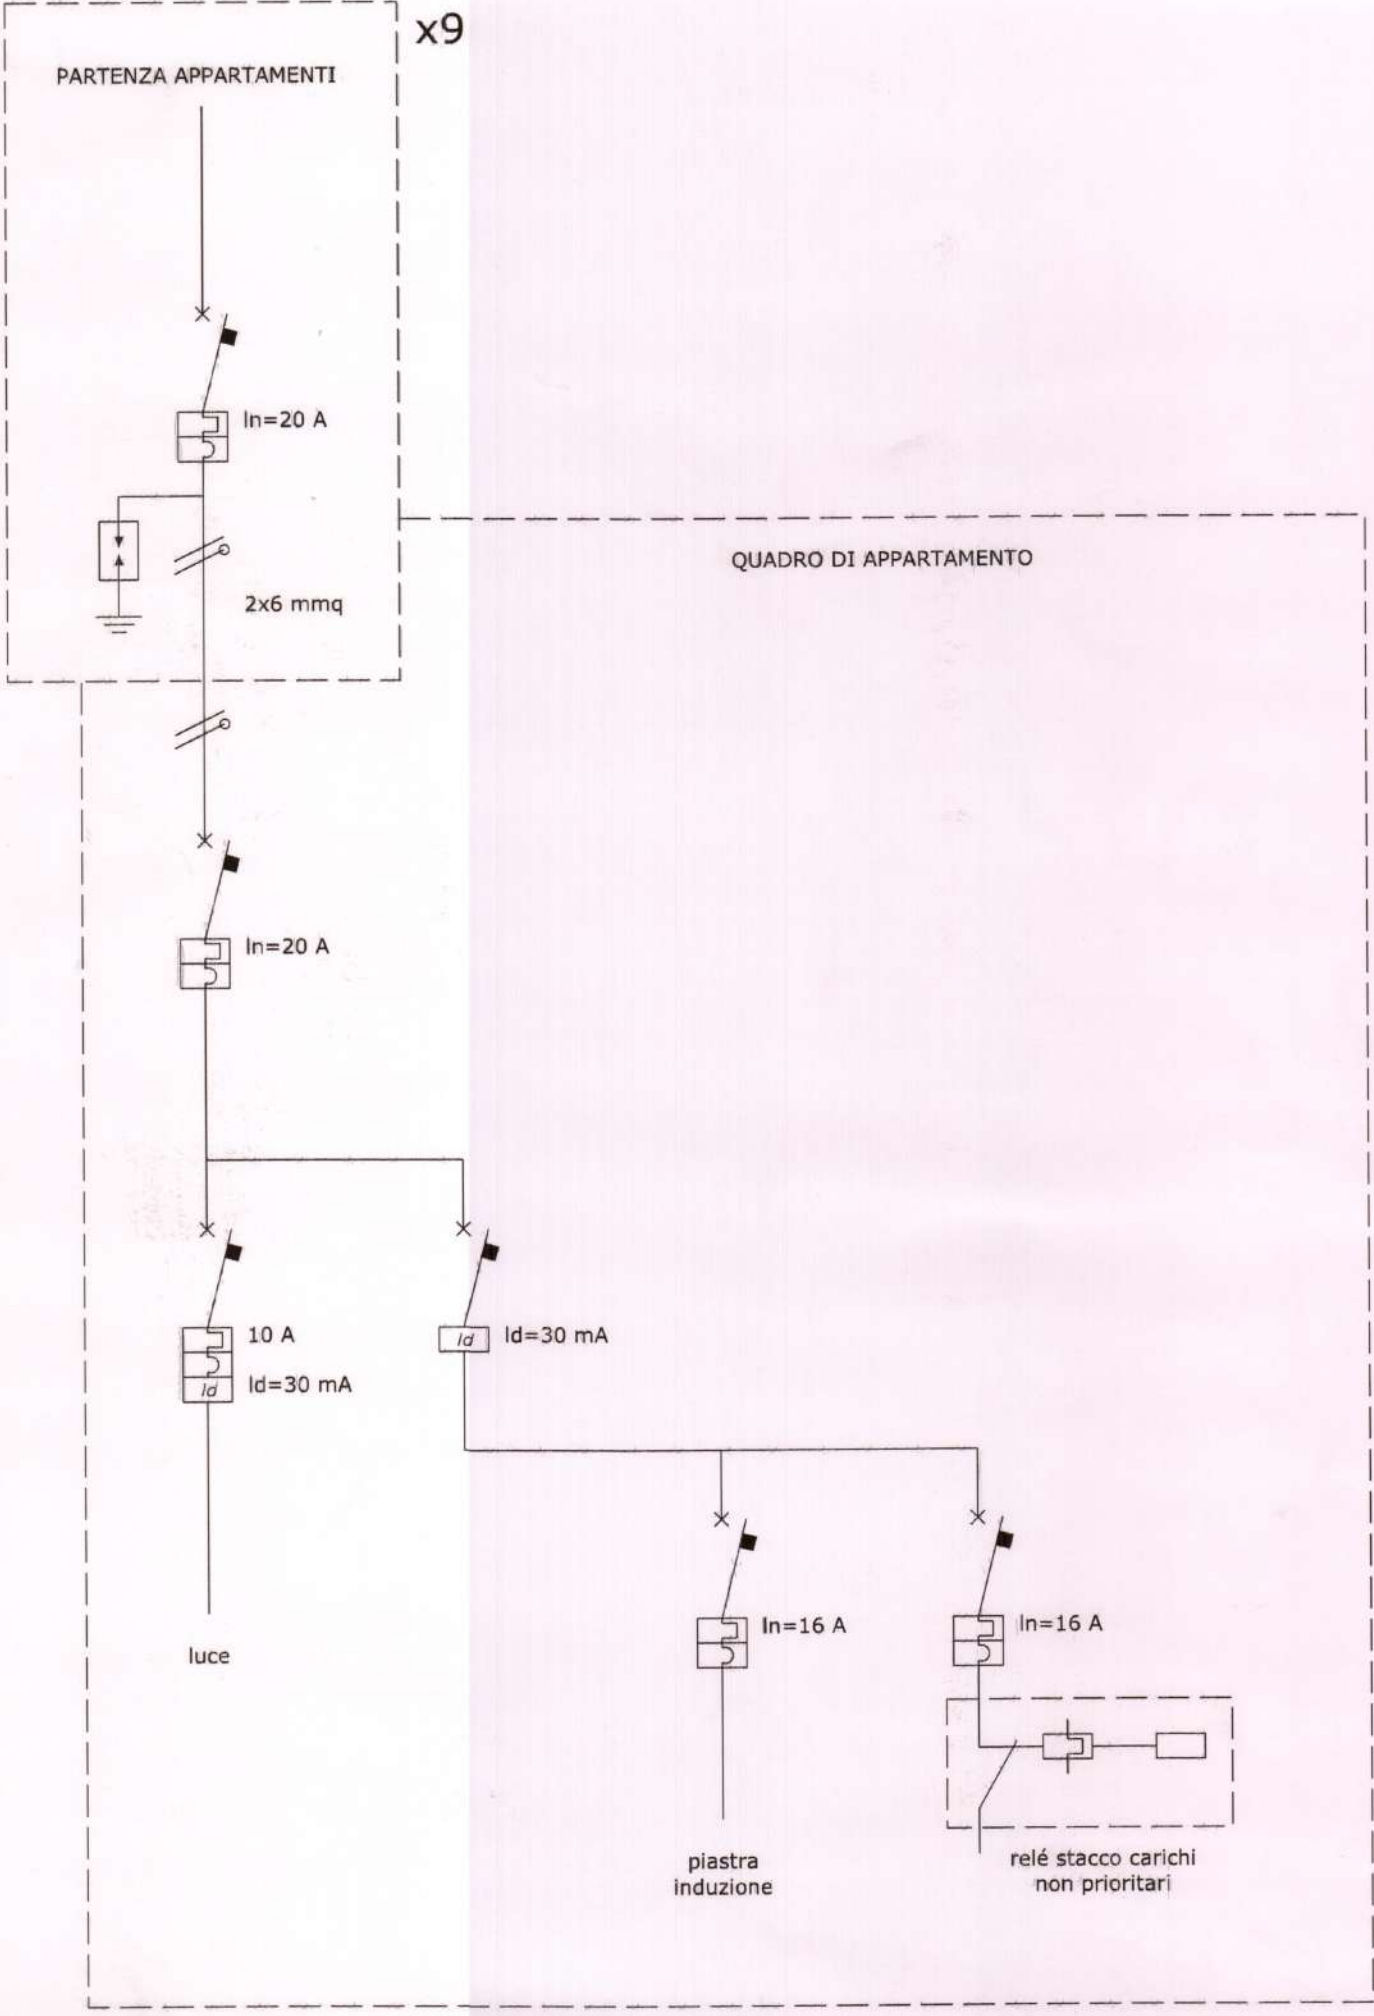 x9
PARTENZA APPARTAMENTI
In=20 A
2x6 mmq
QUADRO DI APPARTAMENTO
In=20 A
10 A
Id
Id=30 mA
Id
Id=30 mA
luce
In=16 A
In=16 A
piastra
induzione
relé stacco carichi
non prioritari